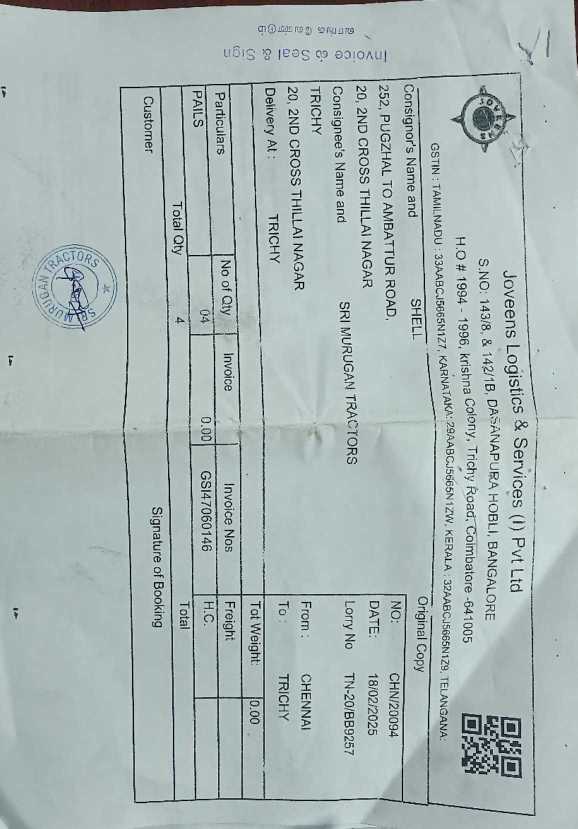 Joveens Logistics & Services (I) Pvt Ltd
S.NO: 143/8, & 142/1B, DASANAPURA HOBLI, BANGALORE
H.O # 1994 - 1996, krishna Colony, Trichy Road, Coimbatore -641005
GSTIN : TAMILNADU : 33AABCJ5665N1Z7, KARNATAKA: 29AABCJ5665N1ZW, KERALA : 32AABCJ5665N1Z9, TELANGANA:
Original Copy
Consignor's Name and SHELL
252, PUGZHAL TO AMBATTUR ROAD,
20, 2ND CROSS THILLAI NAGAR
Consignee's Name and SRI MURUGAN TRACTORS
TRICHY
20, 2ND CROSS THILLAI NAGAR
Delivery At : TRICHY
NO: CHN/20094
DATE: 18/02/2025
Lorry No TN-20/BB9257
From : CHENNAI
To : TRICHY
Tot Weight: 0.00
Particulars No of Qty Invoice Invoice Nos Freight
PAILS 04 0.00 GSI47060146 H.C.
Total Qty 4 Total
Customer Signature of Booking
SRI MURUGAN TRACTORS
Invoice ல் Seal & Sign
வாங்க வேண்டும்